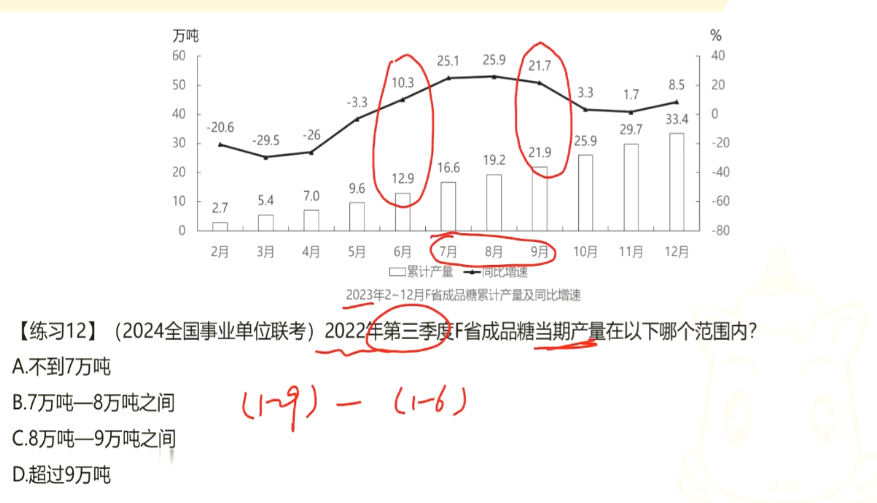 万吨 %
60 40
50 20
40 0
30 -20
20 -40
10 -60
0 -80
-20.6 -29.5 -26 -3.3 10.3 25.1 25.9 21.7 3.3 1.7 8.5
2.7 5.4 7.0 9.6 12.9 16.6 19.2 21.9 25.9 29.7 33.4
2月 3月 4月 5月 6月 7月 8月 9月 10月 11月 12月
累计产量 同比增速
2023年2~12月F省成品糖累计产量及同比增速
【练习12】(2024全国事业单位联考)2022年第三季度F省成品糖当期产量在以下哪个范围内?
A.不到7万吨
B.7万吨—8万吨之间
(1-9) - (1-6)
C.8万吨—9万吨之间
D.超过9万吨